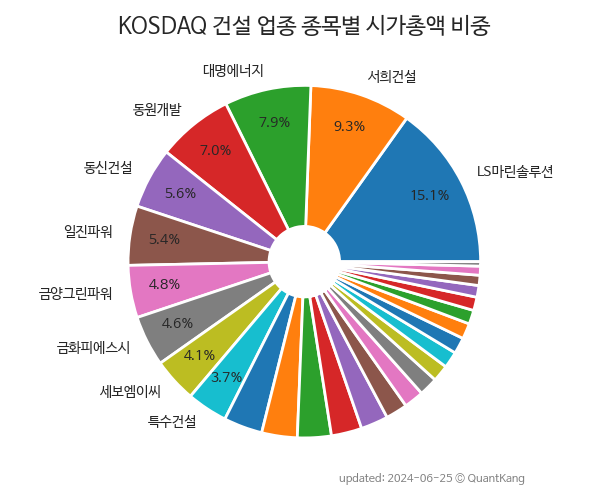 KOSDAQ 건설 업종 종목별 시가총액 비중
LS마린솔루션
15.1%
서희건설
9.3%
대명에너지
7.9%
동원개발
7.0%
동신건설
5.6%
일진파워
5.4%
금양그린파워
4.8%
금화피에스시
4.6%
세보엠이씨
4.1%
특수건설
3.7%
updated: 2024-06-25 © QuantKang